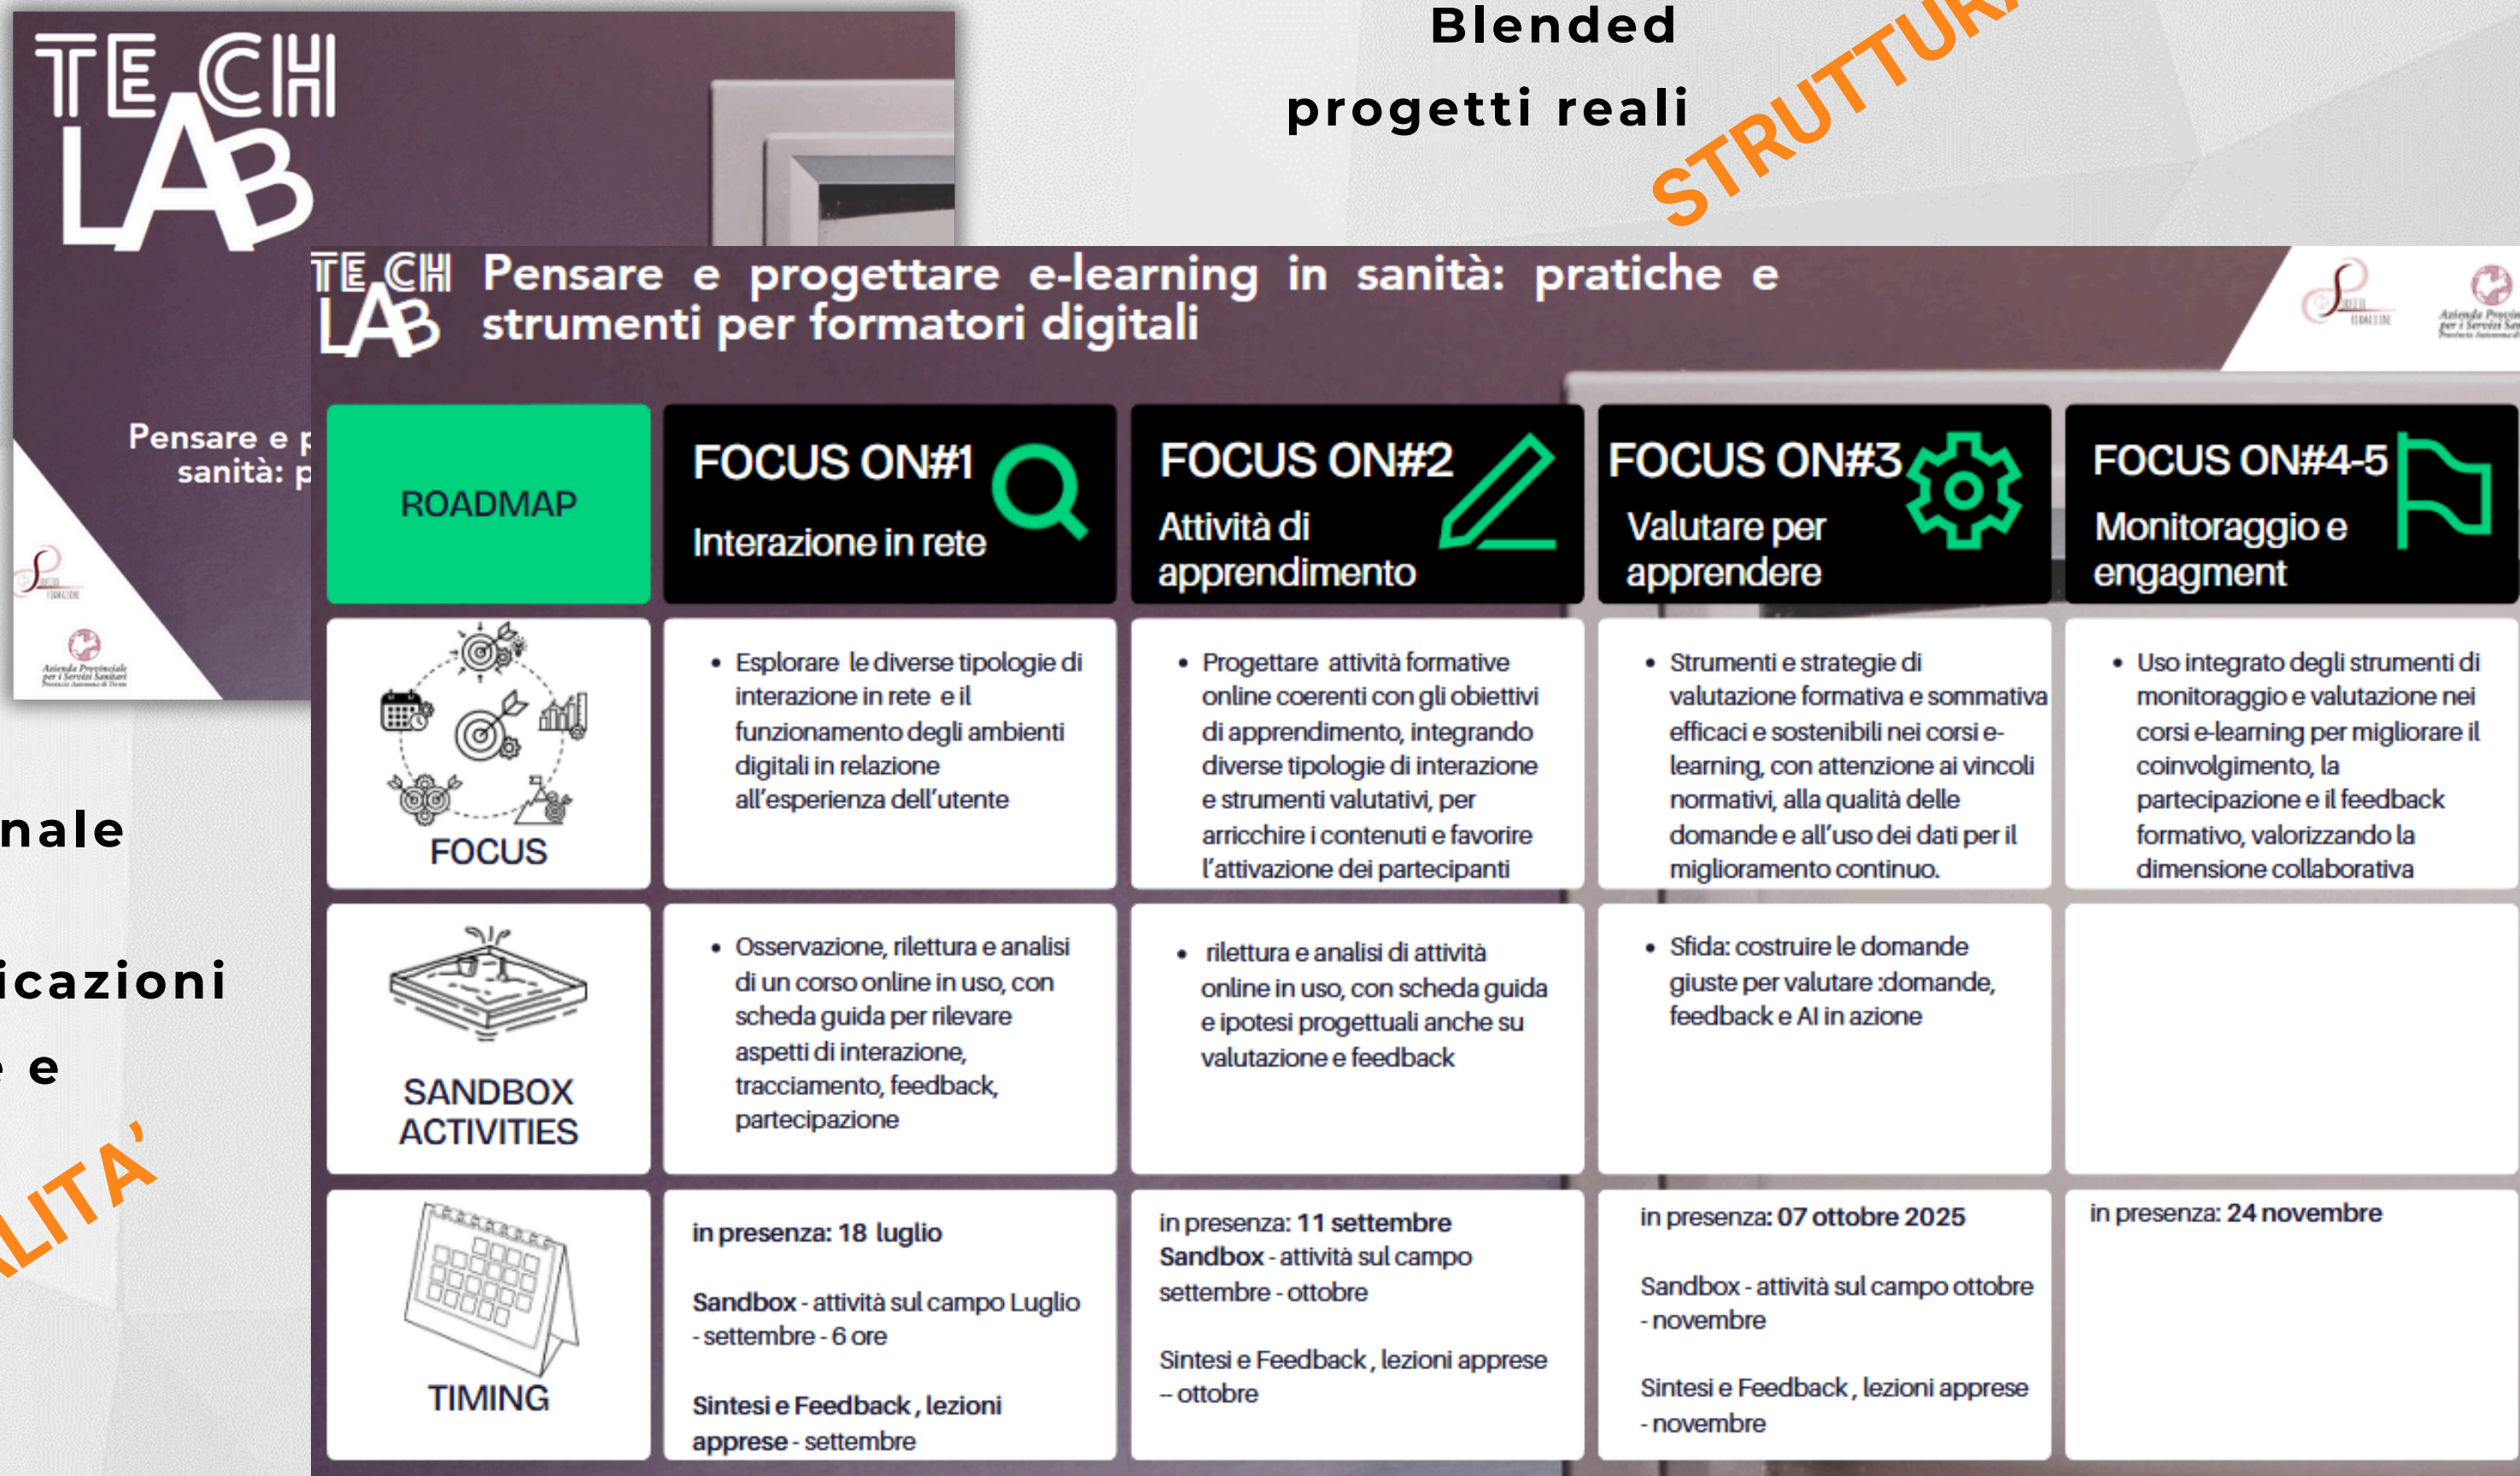 TECH
LAB
Blended
progetti reali
TECH
LAB
Pensare e progettare e-learning in sanità: pratiche e
strumenti per formatori digitali
Pensare e
sanità:
Azienda Provinciale
per i Servizi Sanitari
Provincia Autonoma di Trento
ROADMAP
FOCUS ON#1
Interazione in rete
FOCUS ON#2
Attività di
apprendimento
FOCUS ON#3
Valutare per
apprendere
FOCUS ON#4-5
Monitoraggio e
engagment
FOCUS
• Esplorare le diverse tipologie di
interazione in rete e il
funzionamento degli ambienti
digitali in relazione
all'esperienza dell'utente
• Progettare attività formative
online coerenti con gli obiettivi
di apprendimento, integrando
diverse tipologie di interazione
e strumenti valutativi, per
arricchire i contenuti e favorire
l'attivazione dei partecipanti
• Strumenti e strategie di
valutazione formativa e sommativa
efficaci e sostenibili nei corsi e-
learning, con attenzione ai vincoli
normativi, alla qualità delle
domande e all'uso dei dati per il
miglioramento continuo.
• Uso integrato degli strumenti di
monitoraggio e valutazione nei
corsi e-learning per migliorare il
coinvolgimento, la
partecipazione e il feedback
formativo, valorizzando la
dimensione collaborativa
SANDBOX
ACTIVITIES
• Osservazione, rilettura e analisi
di un corso online in uso, con
scheda guida per rilevare
aspetti di interazione,
tracciamento, feedback,
partecipazione
• rilettura e analisi di attività
online in uso, con scheda guida
e ipotesi progettuali anche su
valutazione e feedback
• Sfida: costruire le domande
giuste per valutare :domande,
feedback e AI in azione
TIMING
in presenza: 18 luglio
Sandbox - attività sul campo Luglio
- settembre - 6 ore
Sintesi e Feedback , lezioni
apprese - settembre
in presenza: 11 settembre
Sandbox - attività sul campo
settembre - ottobre
Sintesi e Feedback , lezioni apprese
-- ottobre
in presenza: 07 ottobre 2025
Sandbox - attività sul campo ottobre
- novembre
Sintesi e Feedback , lezioni apprese
- novembre
in presenza: 24 novembre